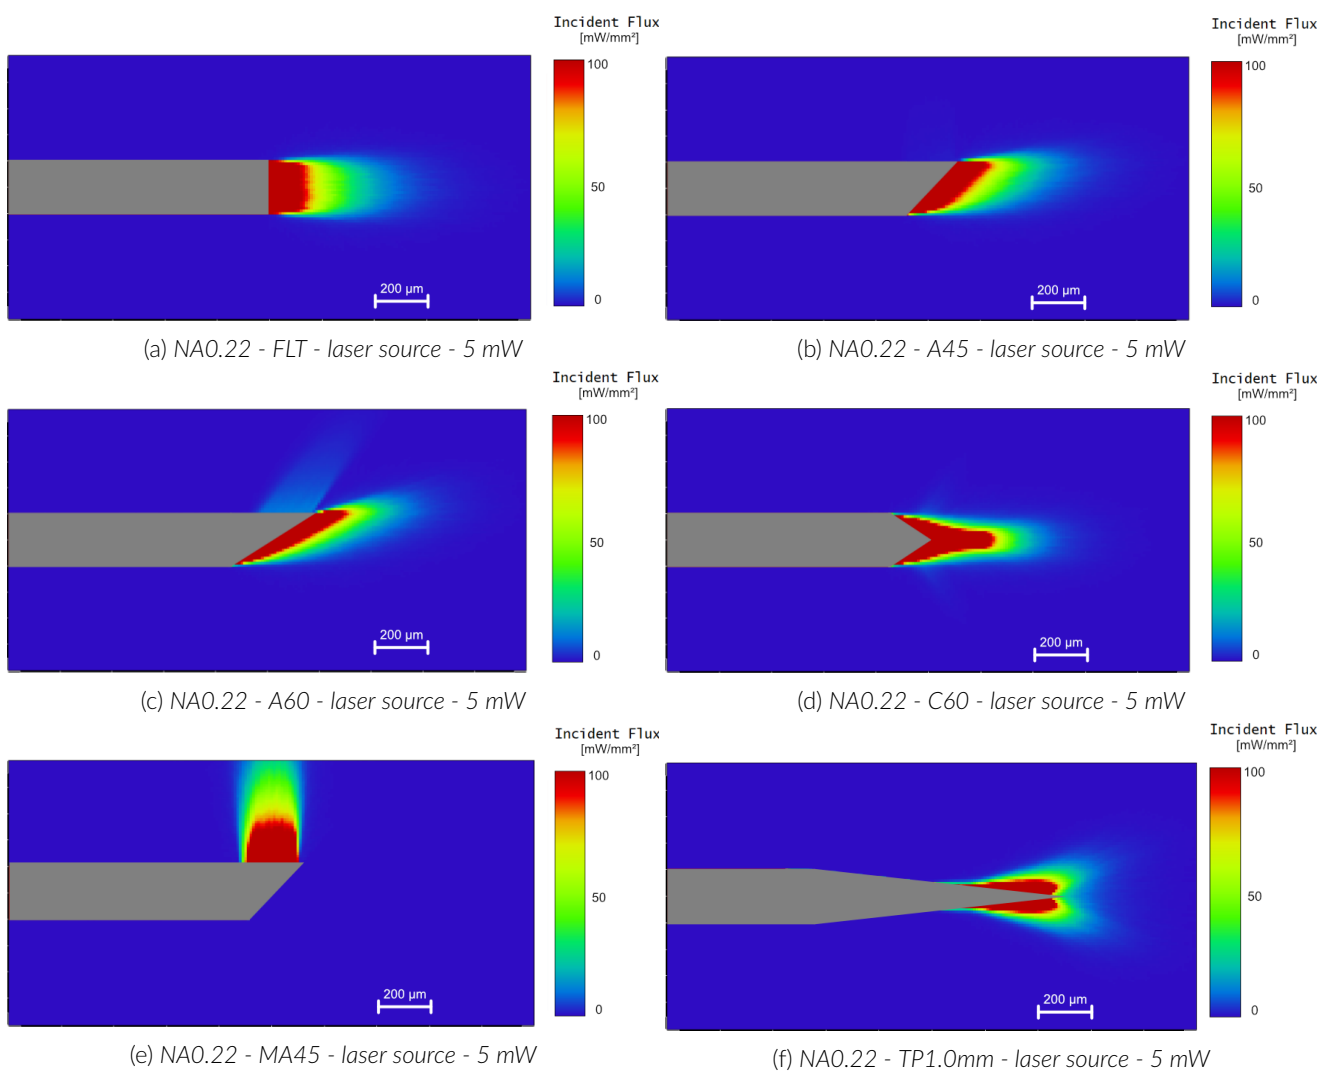 Incident Flux
[mW/mm²]
100
50
0
200 µm
(a) NA0.22 - FLT - laser source - 5 mW
Incident Flux
[mW/mm²]
100
50
0
200 µm
(b) NA0.22 - A45 - laser source - 5 mW
Incident Flux
[mW/mm²]
100
50
0
200 µm
(c) NA0.22 - A60 - laser source - 5 mW
Incident Flux
[mW/mm²]
100
50
0
200 µm
(d) NA0.22 - C60 - laser source - 5 mW
Incident Flux
[mW/mm²]
100
50
0
200 µm
(e) NA0.22 - MA45 - laser source - 5 mW
Incident Flux
[mW/mm²]
100
50
0
200 µm
(f) NA0.22 - TP1.0mm - laser source - 5 mW